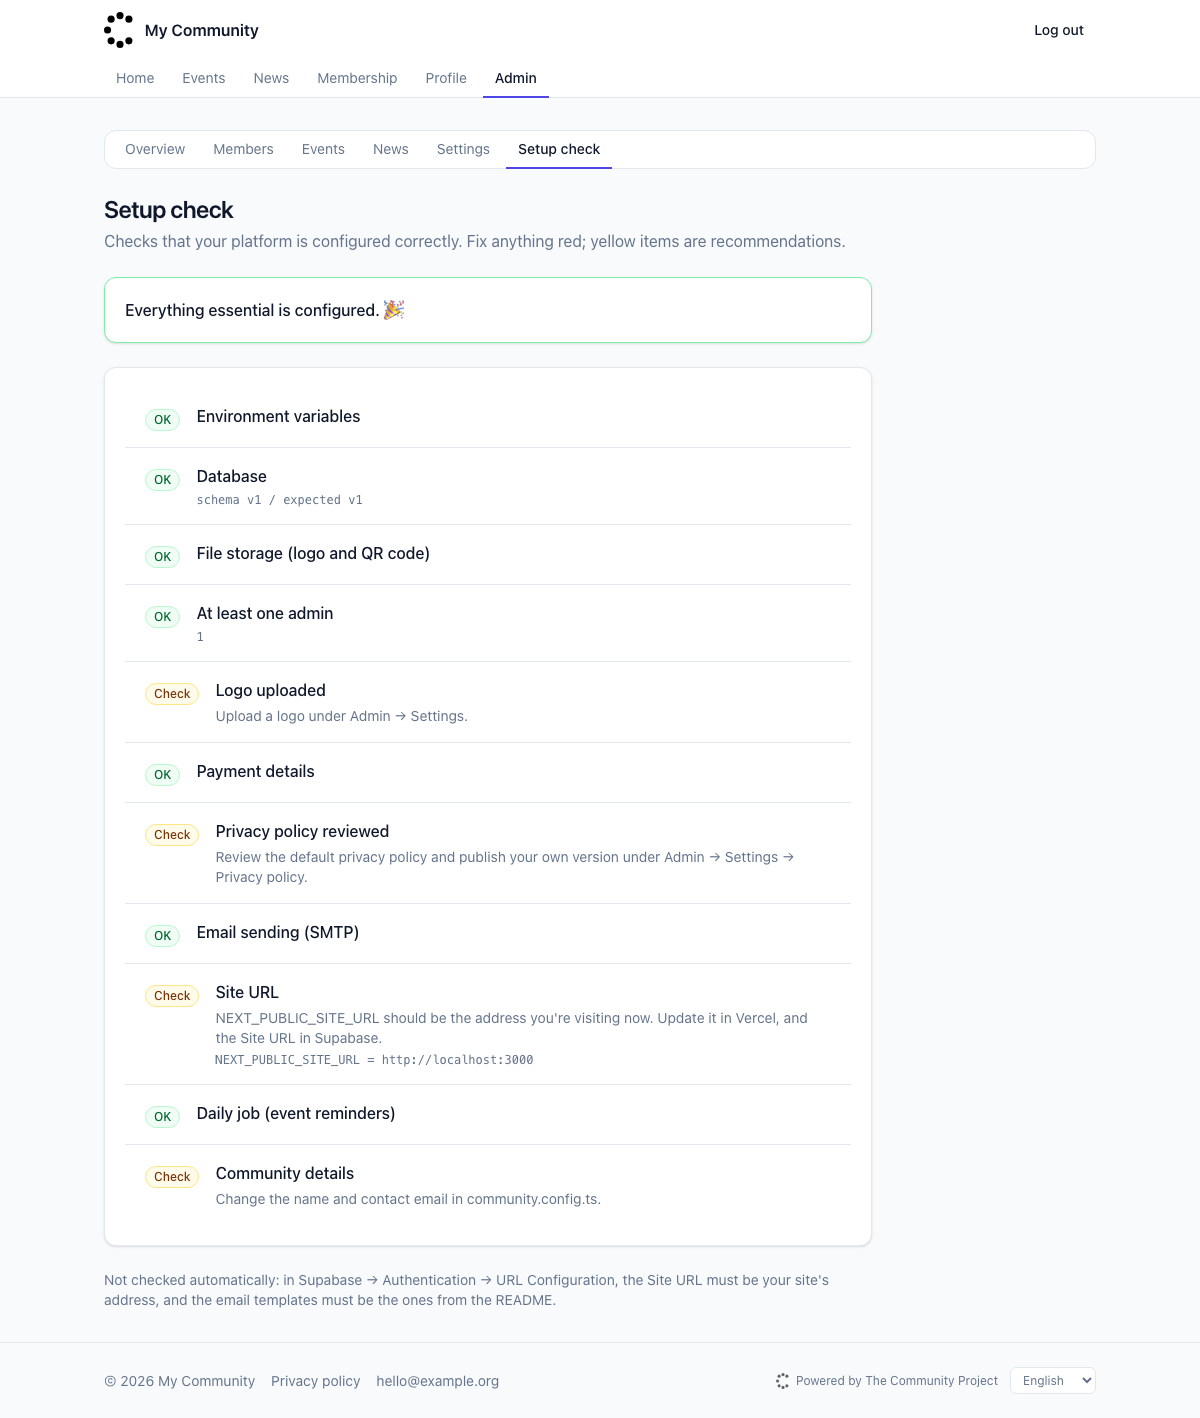 My Community
Log out
Home Events News Membership Profile Admin
Overview Members Events News Settings Setup check
Setup check
Checks that your platform is configured correctly. Fix anything red; yellow items are recommendations.
Everything essential is configured. 🎉
OK Environment variables
OK Database
schema v1 / expected v1
OK File storage (logo and QR code)
OK At least one admin
1
Check Logo uploaded
Upload a logo under Admin → Settings.
OK Payment details
Check Privacy policy reviewed
Review the default privacy policy and publish your own version under Admin → Settings →
Privacy policy.
OK Email sending (SMTP)
Check Site URL
NEXT_PUBLIC_SITE_URL should be the address you're visiting now. Update it in Vercel, and
the Site URL in Supabase.
NEXT_PUBLIC_SITE_URL = http://localhost:3000
OK Daily job (event reminders)
Check Community details
Change the name and contact email in community.config.ts.
Not checked automatically: in Supabase → Authentication → URL Configuration, the Site URL must be your site's
address, and the email templates must be the ones from the README.
© 2026 My Community Privacy policy hello@example.org Powered by The Community Project English